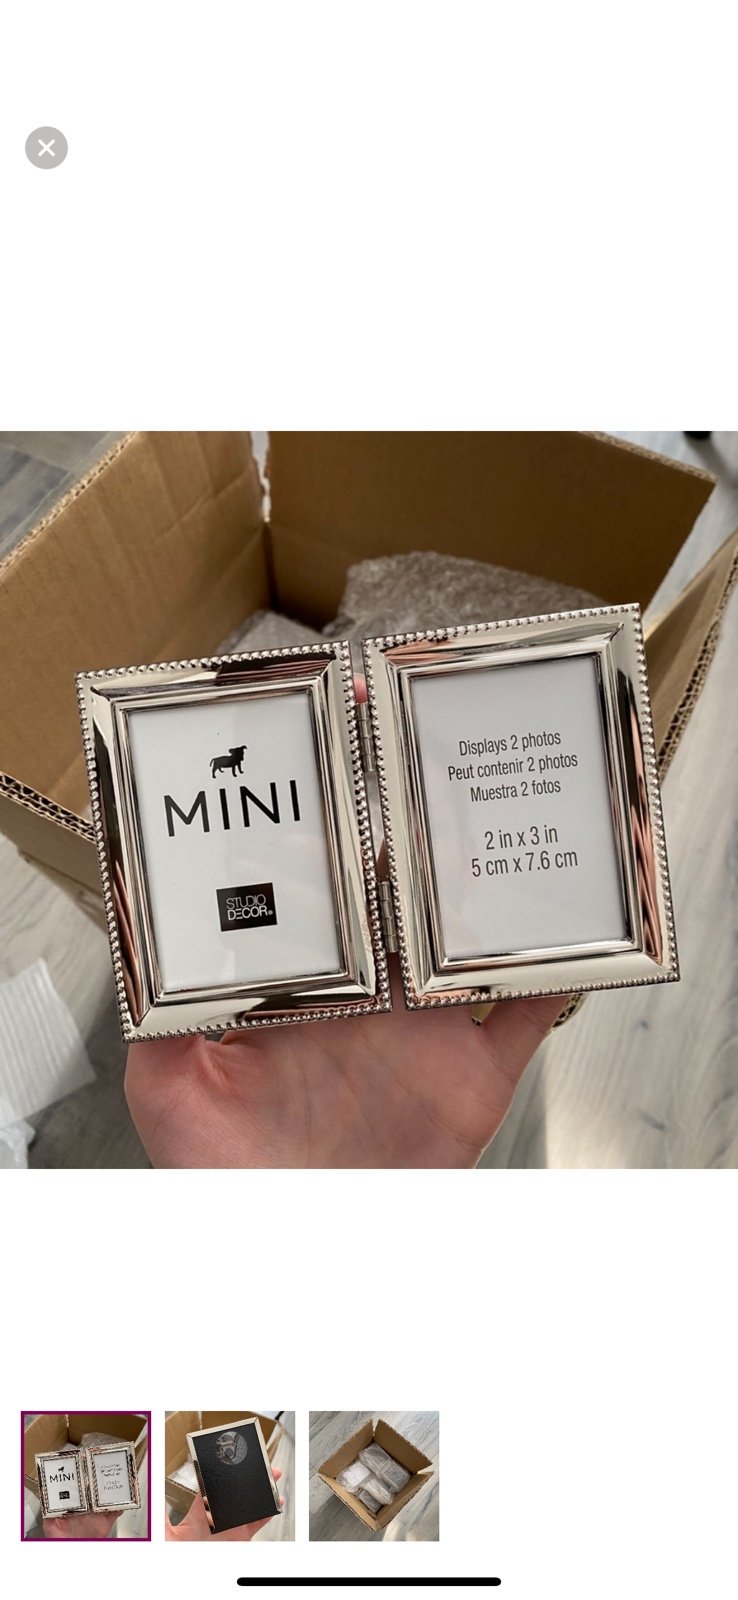 MINI
STUDIO
DECOR®
Displays 2 photos
Peut contenir 2 photos
Muestra 2 fotos
2 in x 3 in
5 cm x 7.6 cm
MINI